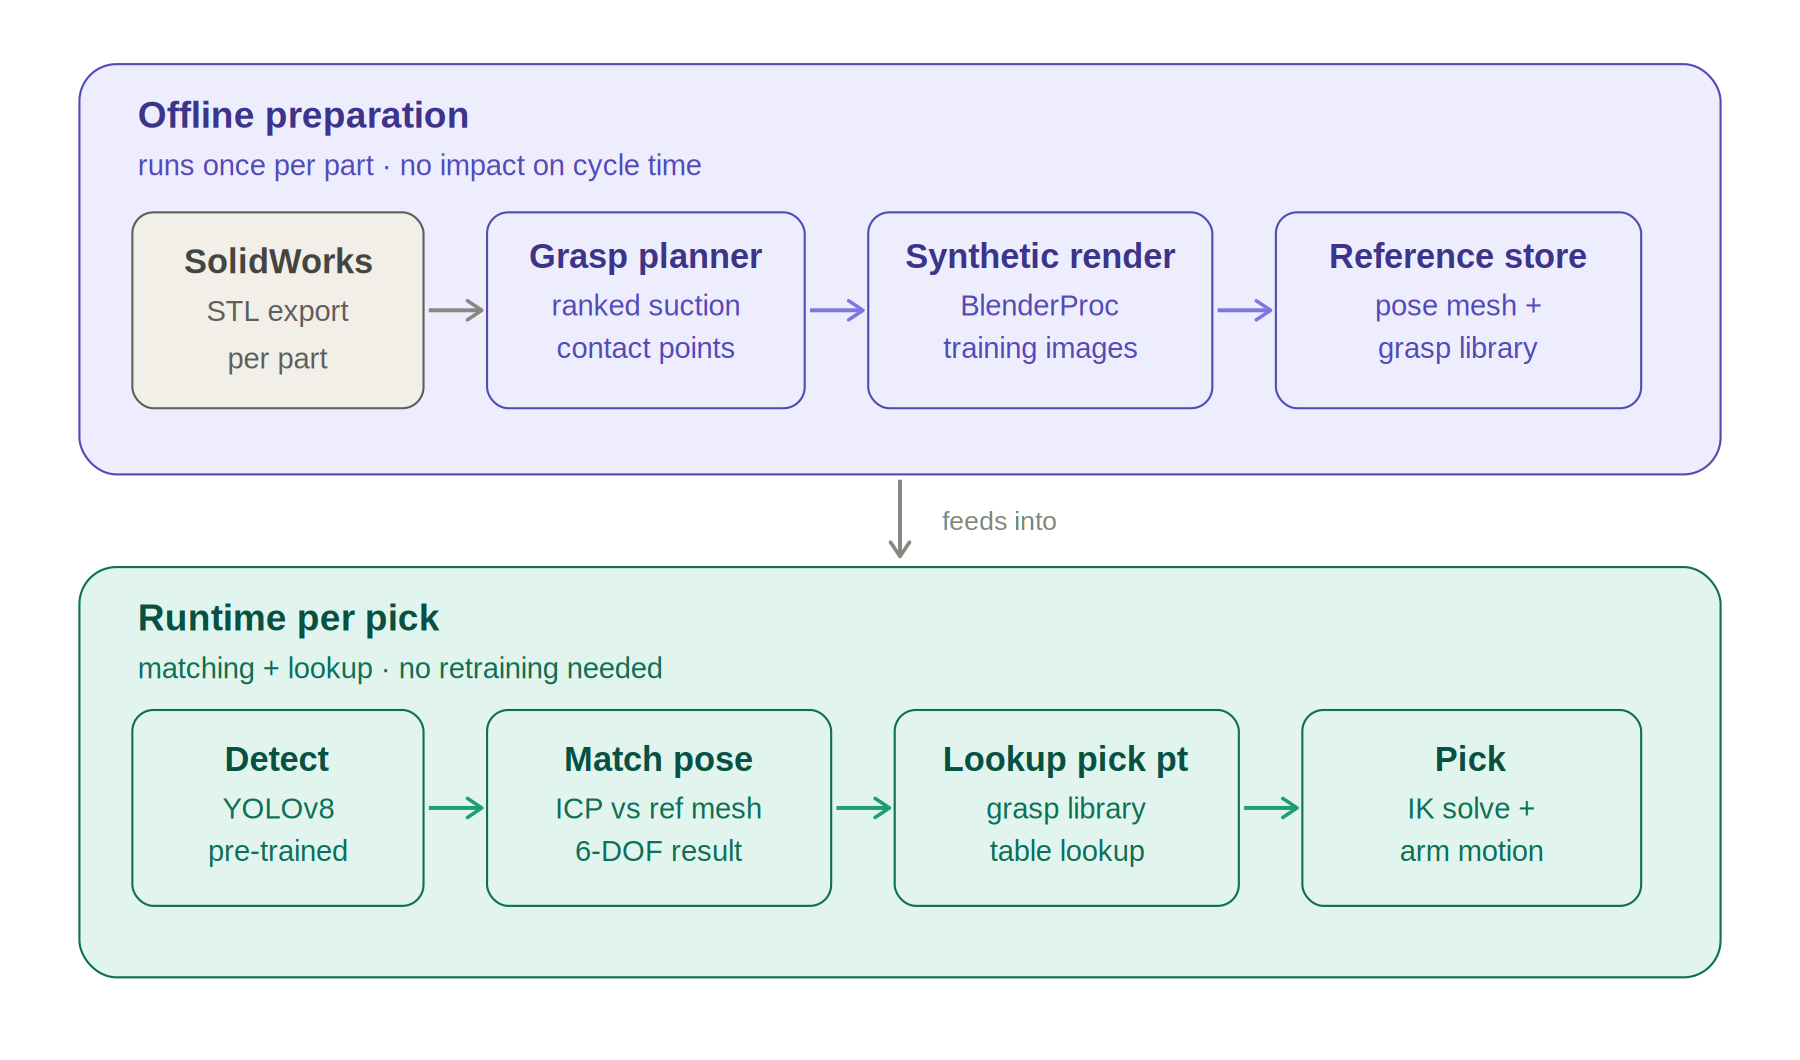 Offline preparation
runs once per part · no impact on cycle time
SolidWorks
STL export
per part
Grasp planner
ranked suction
contact points
Synthetic render
BlenderProc
training images
Reference store
pose mesh +
grasp library
feeds into
Runtime per pick
matching + lookup · no retraining needed
Detect
YOLOv8
pre-trained
Match pose
ICP vs ref mesh
6-DOF result
Lookup pick pt
grasp library
table lookup
Pick
IK solve +
arm motion